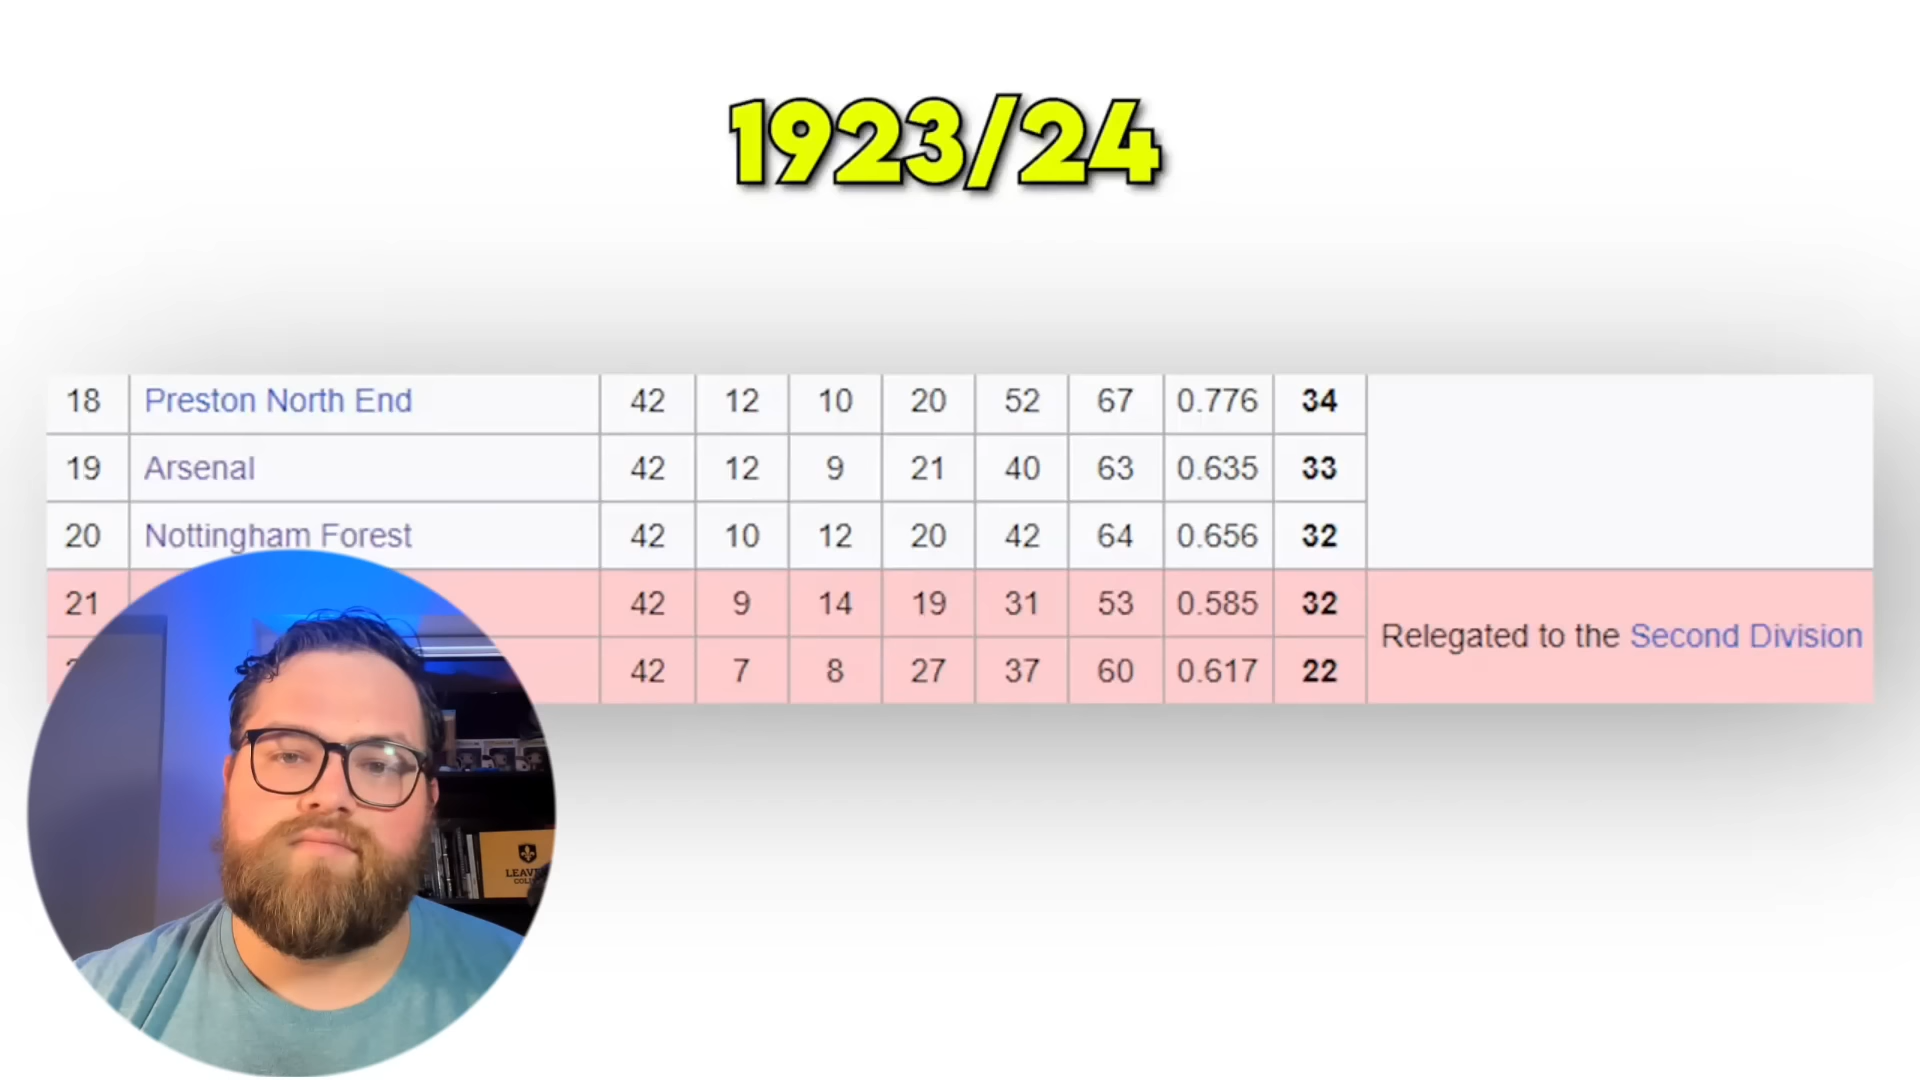 1923/24
18 Preston North End 42 12 10 20 52 67 0.776 34
19 Arsenal 42 12 9 21 40 63 0.635 33
20 Nottingham Forest 42 10 12 20 42 64 0.656 32
21 42 9 14 19 31 53 0.585 32
Relegated to the Second Division
42 7 8 27 37 60 0.617 22